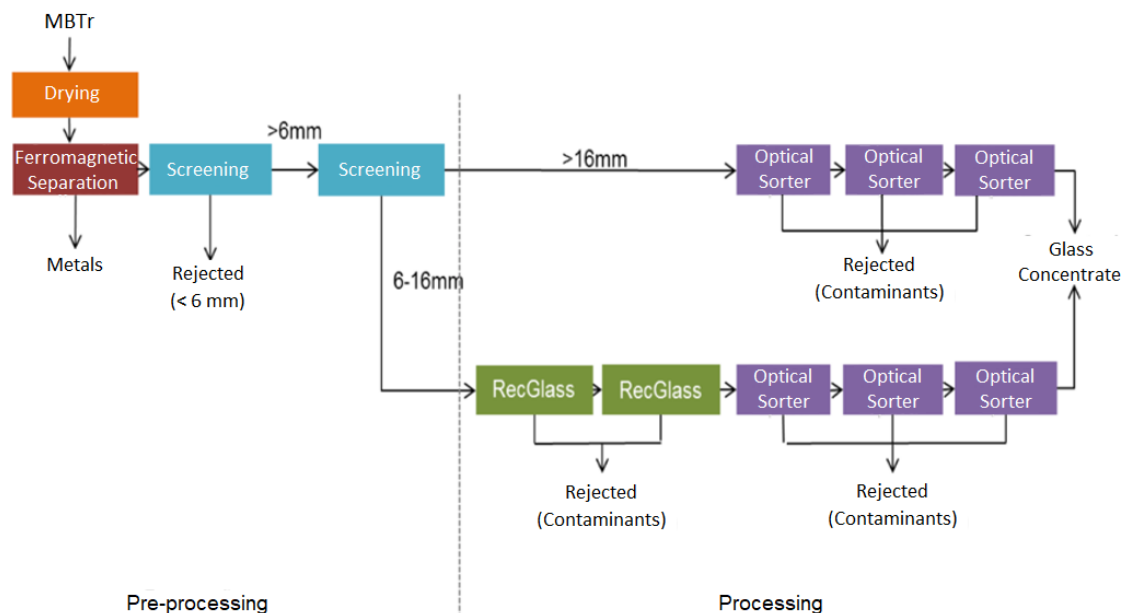 MBTr
Drying
Ferromagnetic
Separation
Screening
>6mm
Screening
>16mm
Optical
Sorter
Optical
Sorter
Optical
Sorter
Metals
Rejected
(< 6 mm)
6-16mm
Rejected
(Contaminants)
Glass
Concentrate
RecGlass
RecGlass
Optical
Sorter
Optical
Sorter
Optical
Sorter
Rejected
(Contaminants)
Rejected
(Contaminants)
Pre-processing
Processing